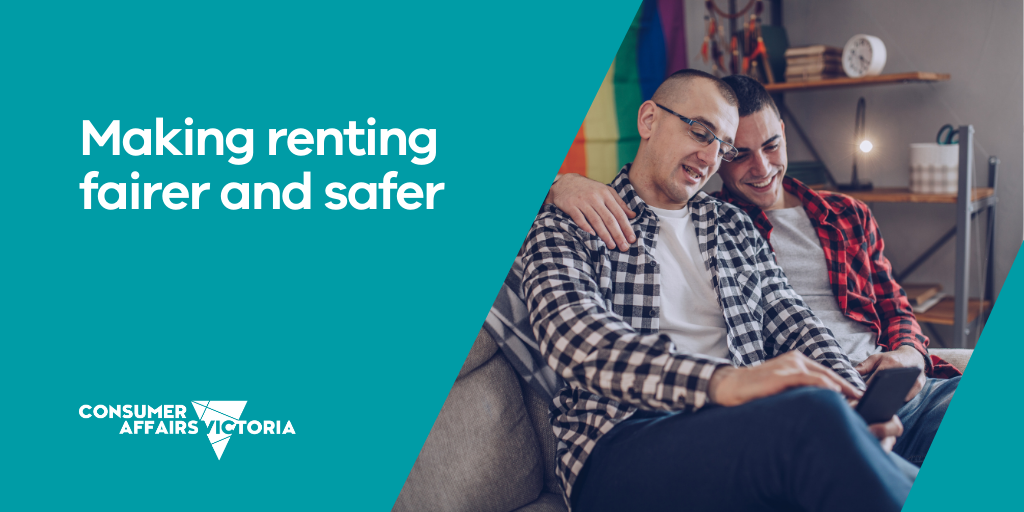 Making renting
fairer and safer
CONSUMER
AFFAIRS VICTORIA